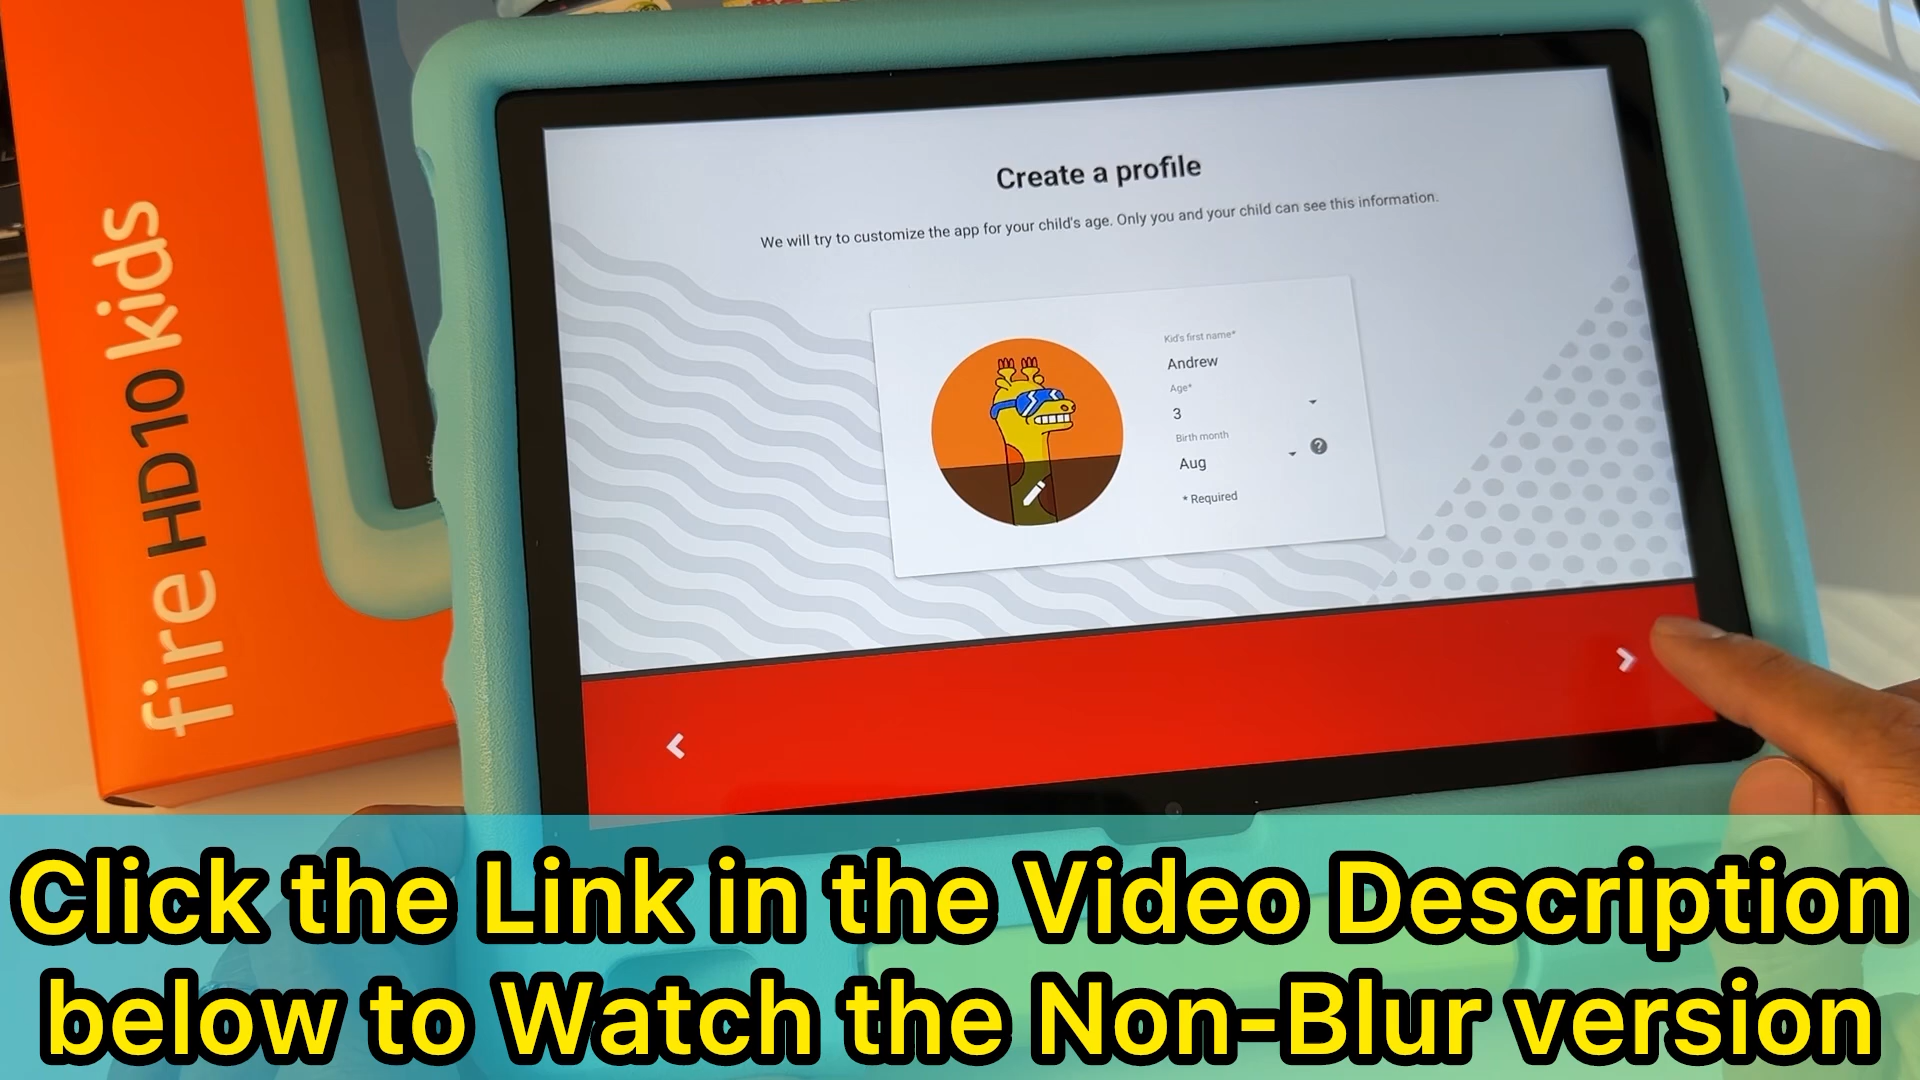 fire HD10 kids
Create a profile
We will try to customize the app for your child's age. Only you and your child can see this information.
Kid's first name*
Andrew
Age*
3
Birth month
Aug
?
* Required
Click the Link in the Video Description
below to Watch the Non-Blur version